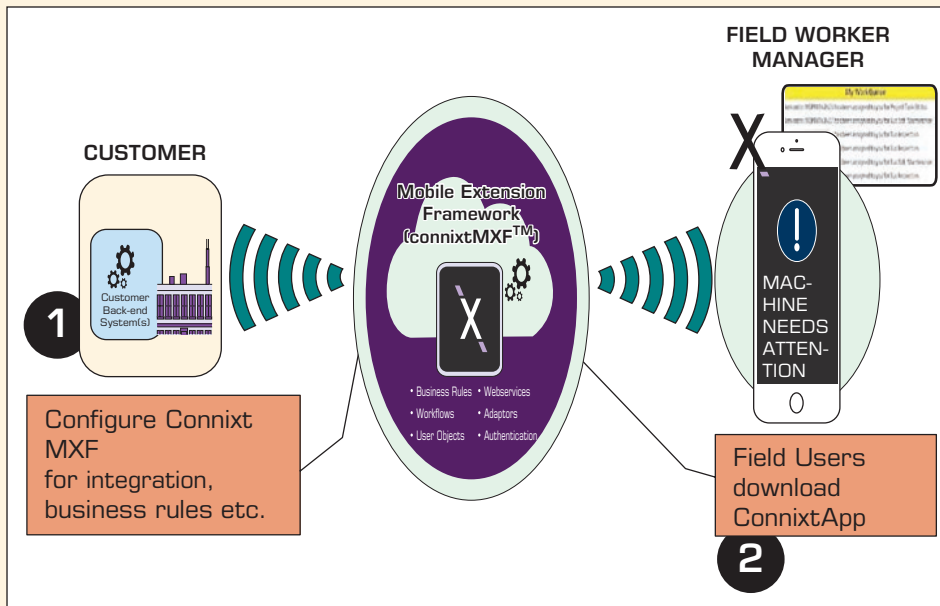 FIELD WORKER
MANAGER
My Workqueue
CUSTOMER
Mobile Extension
Framework
(connixtMXF™)
X
X
!
Customer
Back-end
System(s)
1
MAC-
HINE
NEEDS
ATTEN-
TION
• Business Rules • Webservices
• Workflows • Adaptors
• User Objects • Authentication
Configure Connixt
MXF
for integration,
business rules etc.
Field Users
download
ConnixtApp
2